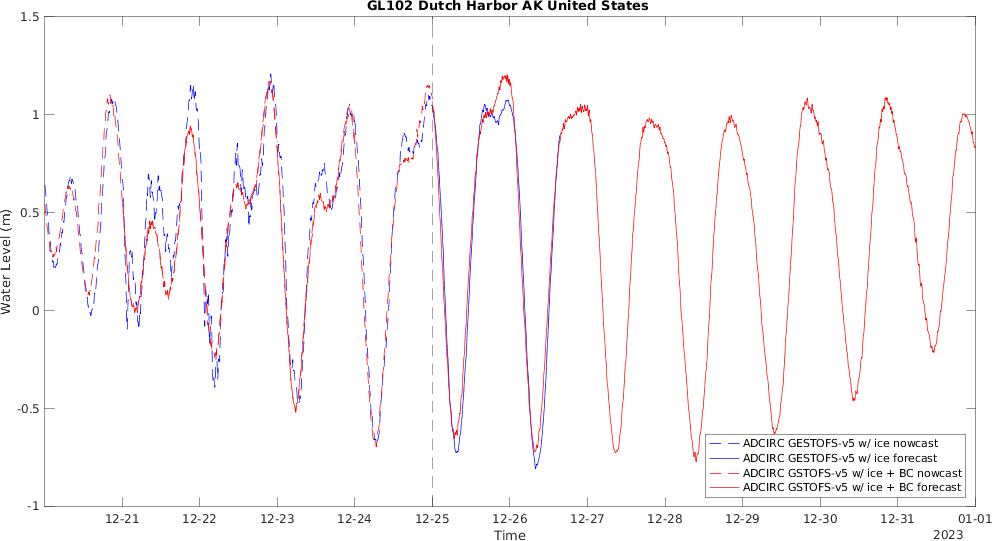 GL102 Dutch Harbor AK United States
1.5
1
0.5
0
-0.5
-1
Water Level (m)
12-21
12-22
12-23
12-24
12-25
12-26
12-27
12-28
12-29
12-30
12-31
01-01
Time
2023
ADCIRC GESTOFS-v5 w/ ice nowcast
ADCIRC GESTOFS-v5 w/ ice forecast
ADCIRC GSTOFS-v5 w/ ice + BC nowcast
ADCIRC GSTOFS-v5 w/ ice + BC forecast